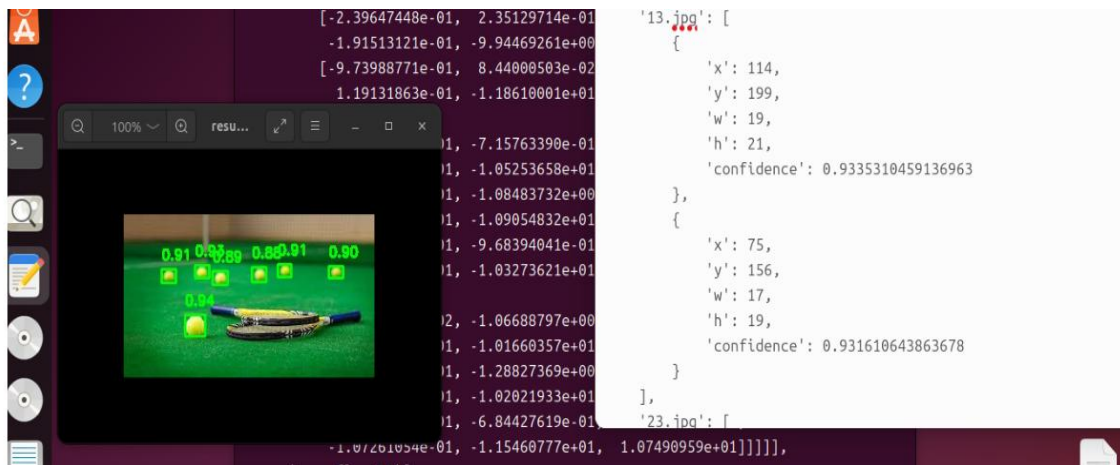 [-2.39647448e-01, 2.35129714e-01
-1.91513121e-01, -9.94469261e+00
[-9.73988771e-01, 8.44000503e-02
1.19131863e-01, -1.18610001e+01
100%
resu...
1, -7.15763390e-01
1, -1.05253658e+01
1, -1.08483732e+00
1, -1.09054832e+01
1, -9.68394041e-01
1, -1.03273621e+01
2, -1.06688797e+00
1, -1.01660357e+01
1, -1.28827369e+00
1, -1.02021933e+01
1, -6.84427619e-01,
-1.07261054e-01, -1.15460777e+01, 1.07490959e+01]]]]],
0.91 0.93 0.89 0.88 0.91 0.90
0.94
'13.jpg': [
{
'x': 114,
'y': 199,
'w': 19,
'h': 21,
'confidence': 0.9335310459136963
},
{
'x': 75,
'y': 156,
'w': 17,
'h': 19,
'confidence': 0.931610643863678
}
],
'23.jpg': [